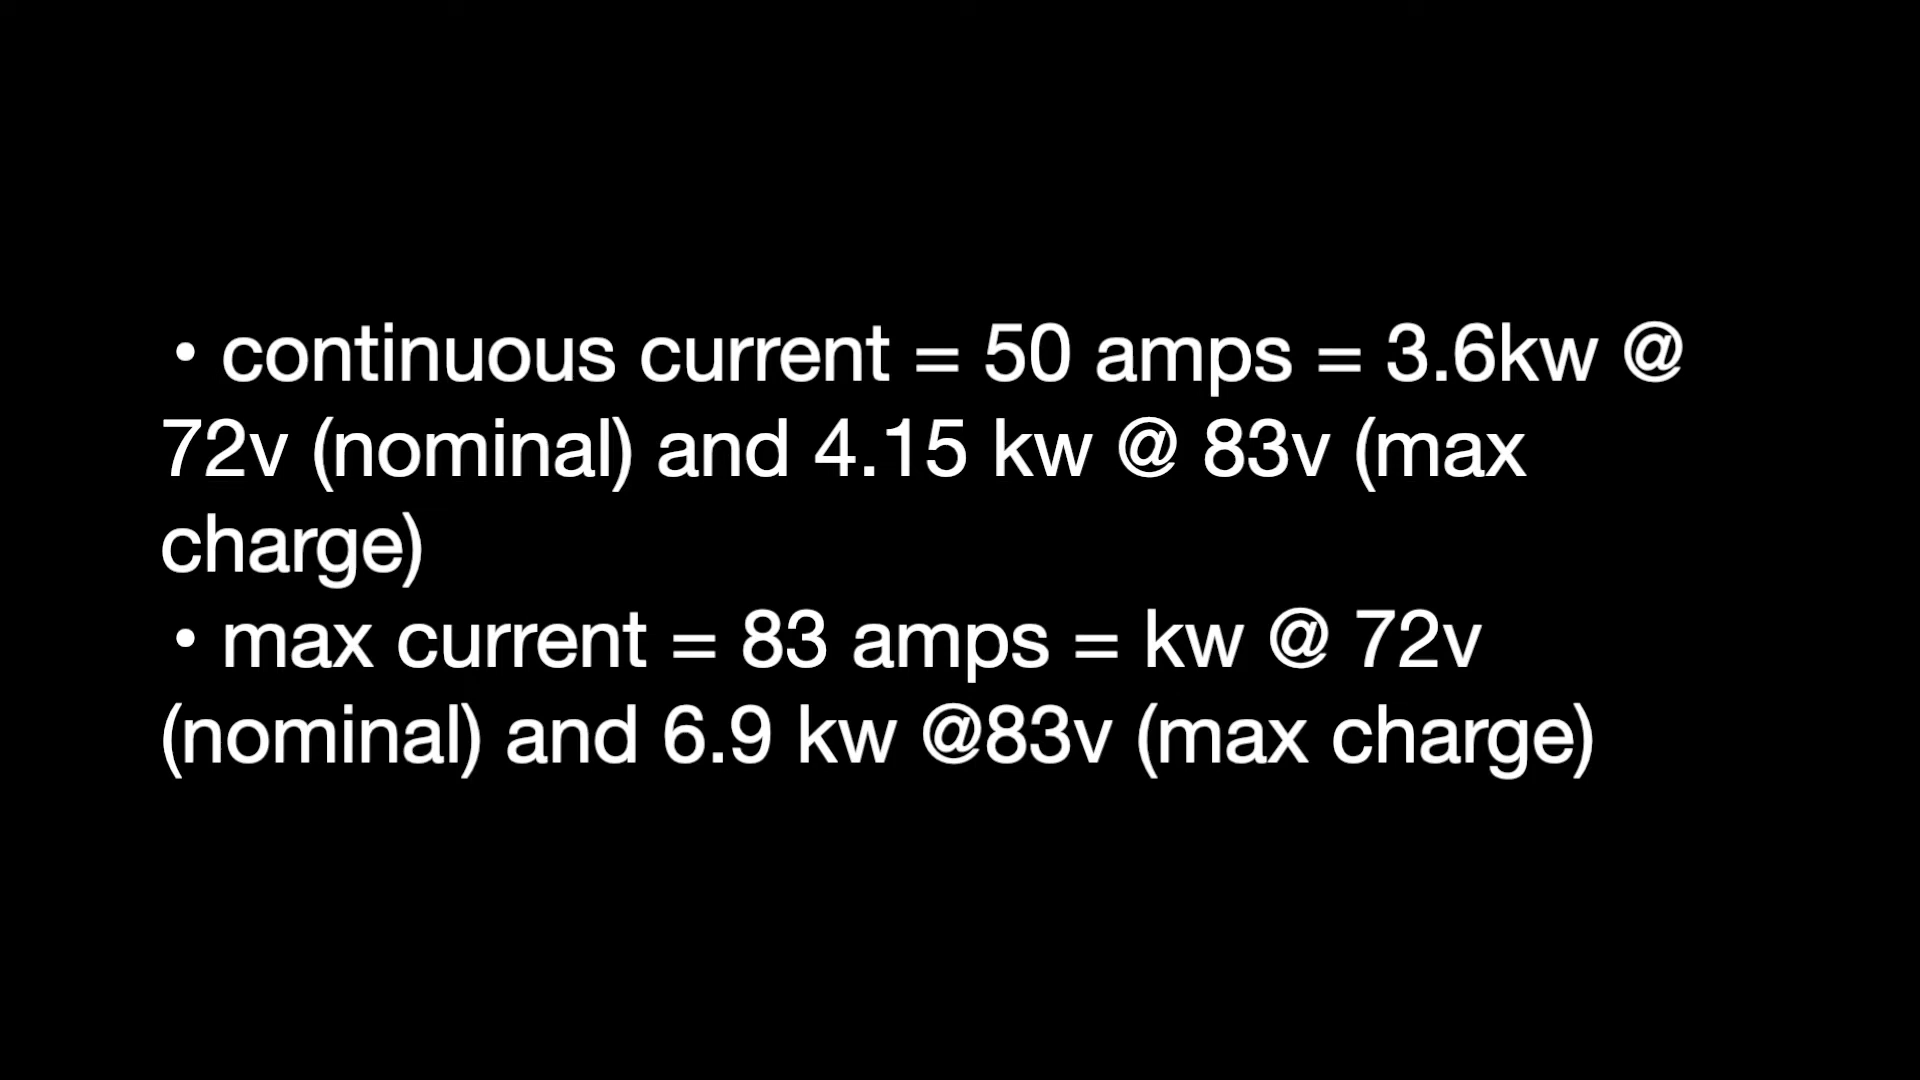 • continuous current = 50 amps = 3.6kw @
72v (nominal) and 4.15 kw @ 83v (max
charge)
• max current = 83 amps = kw @ 72v
(nominal) and 6.9 kw @83v (max charge)